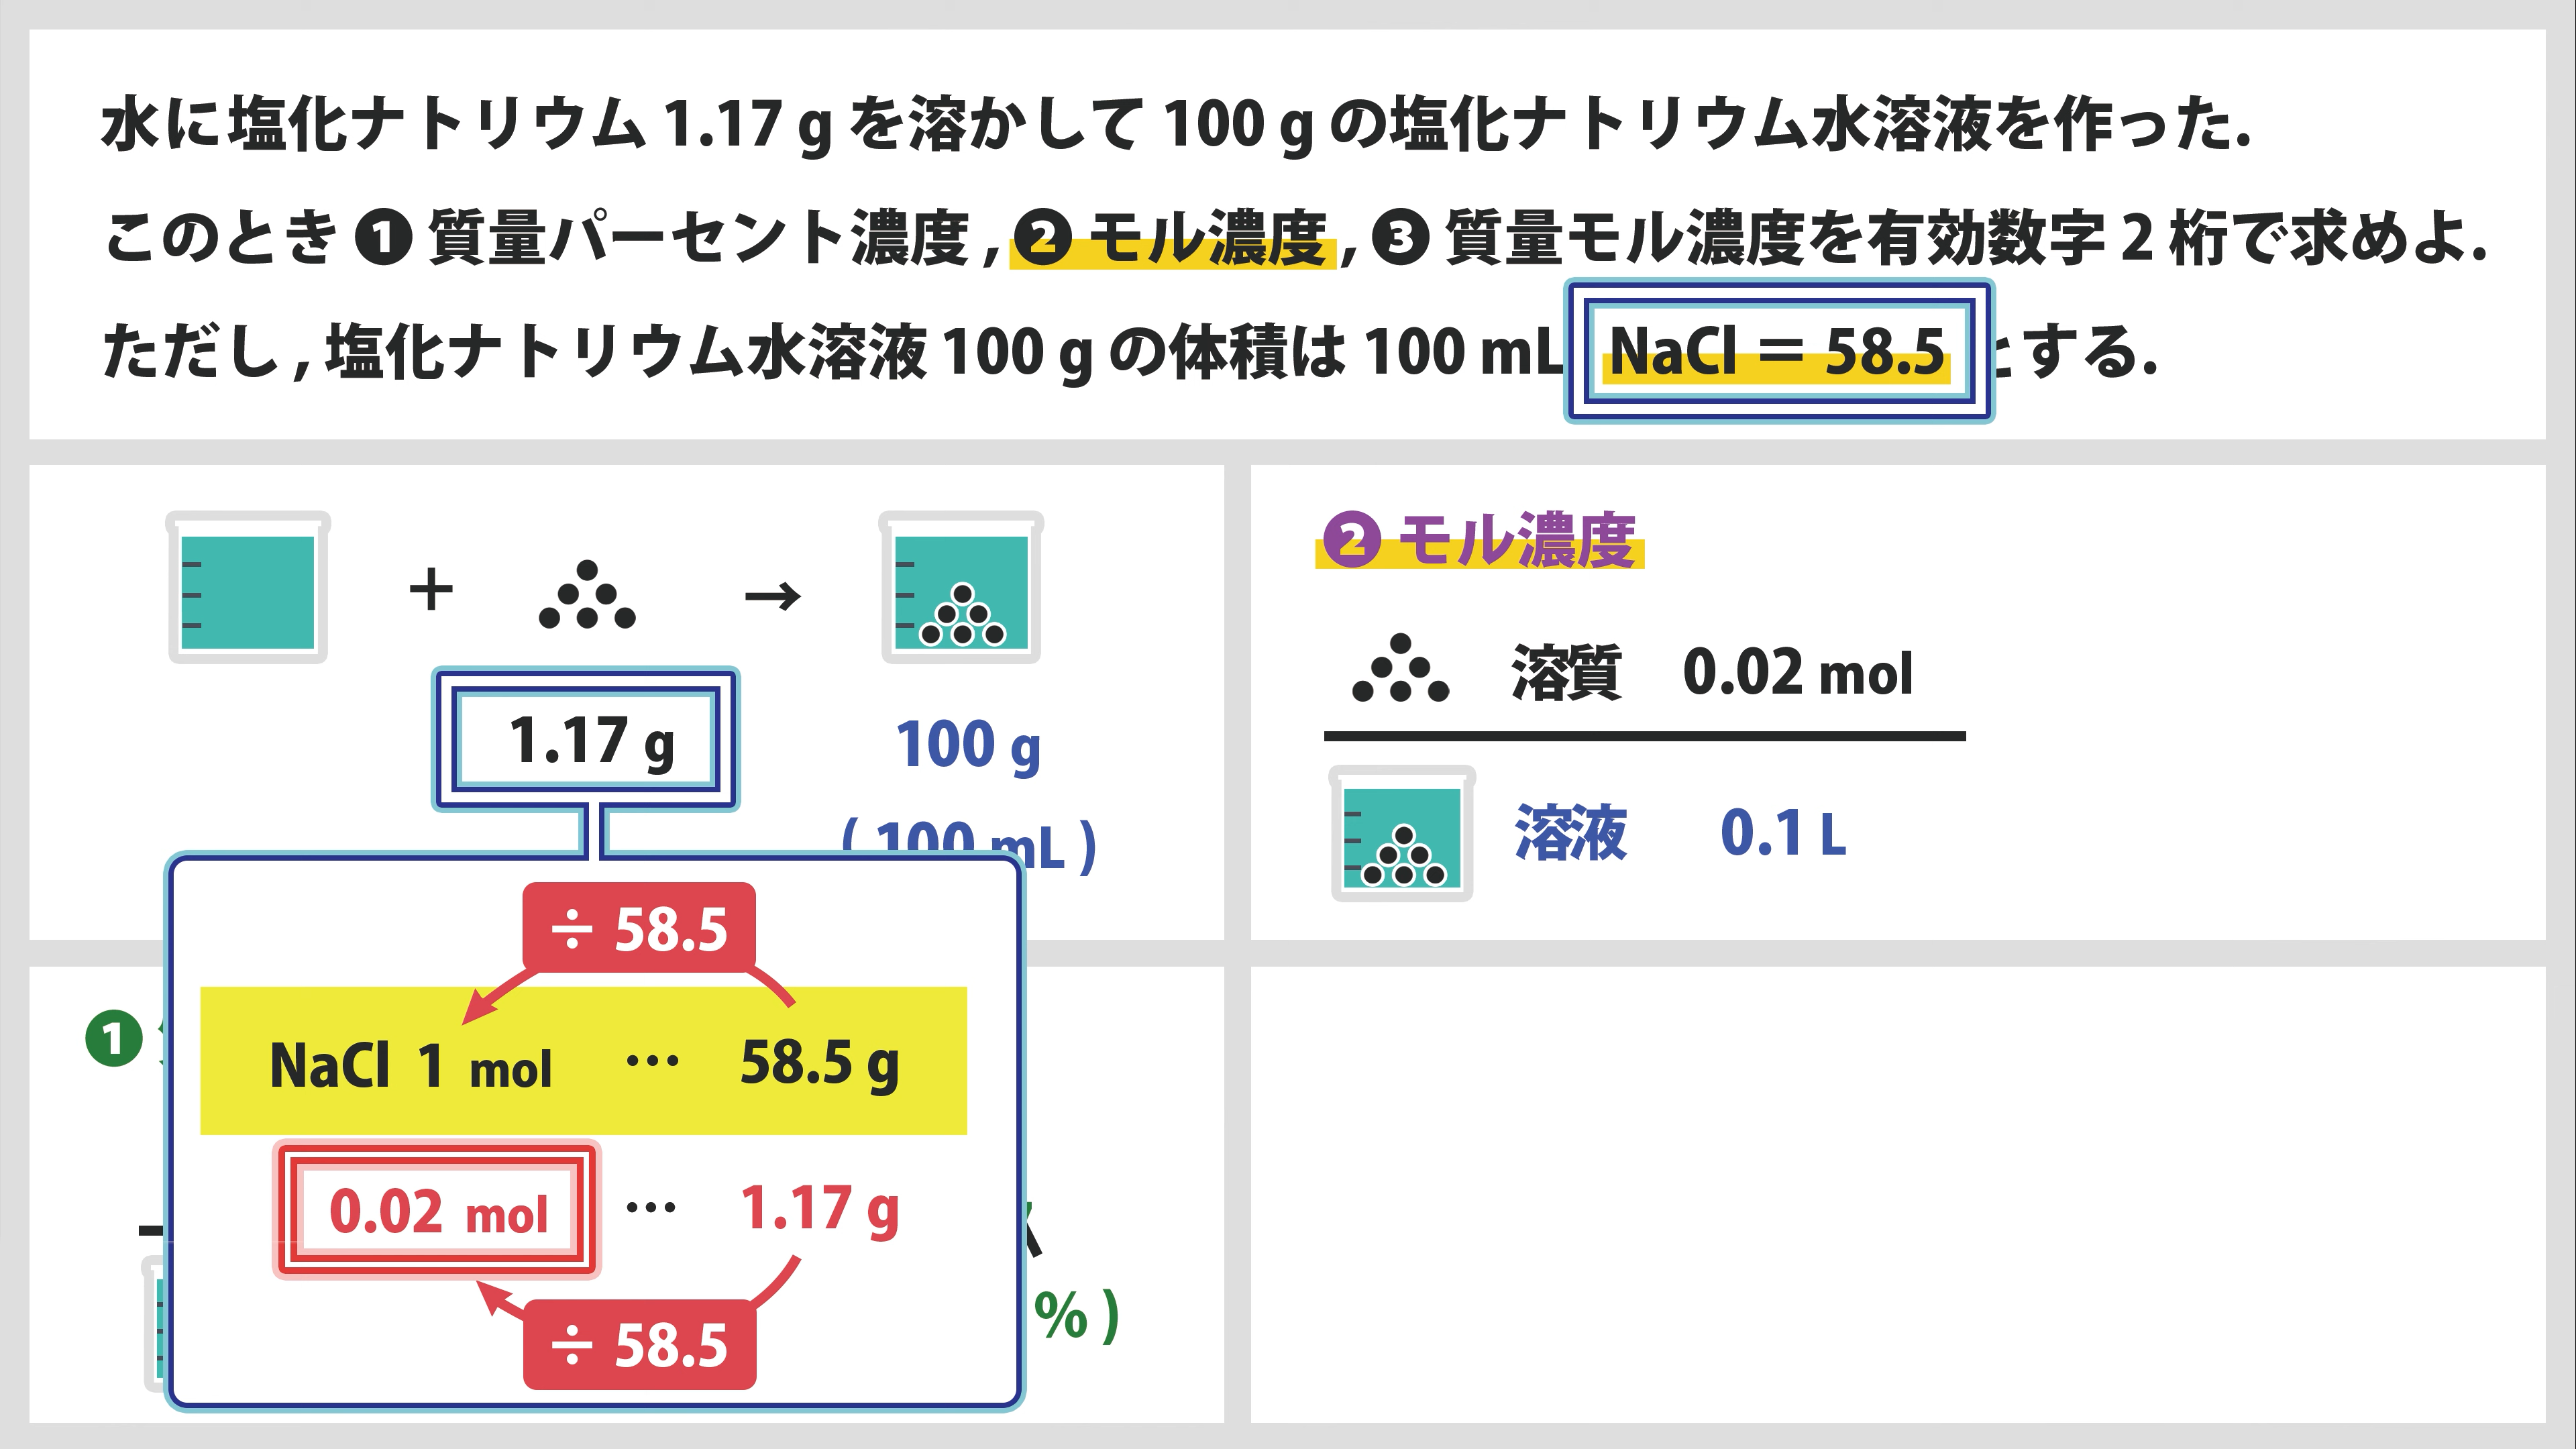 水に塩化ナトリウム 1.17 g を溶かして 100 g の塩化ナトリウム水溶液を作った.
このとき ❶ 質量パーセント濃度 , ❷ モル濃度 , ❸ 質量モル濃度を有効数字 2 桁で求めよ.
ただし , 塩化ナトリウム水溶液 100 g の体積は 100 mL NaCl = 58.5 とする.
+ →
1.17 g
100 g
( 100 mL )
÷ 58.5
NaCl 1 mol … 58.5 g
0.02 mol … 1.17 g
÷ 58.5
❷ モル濃度
溶質 0.02 mol
溶液 0.1 L
❶
% )